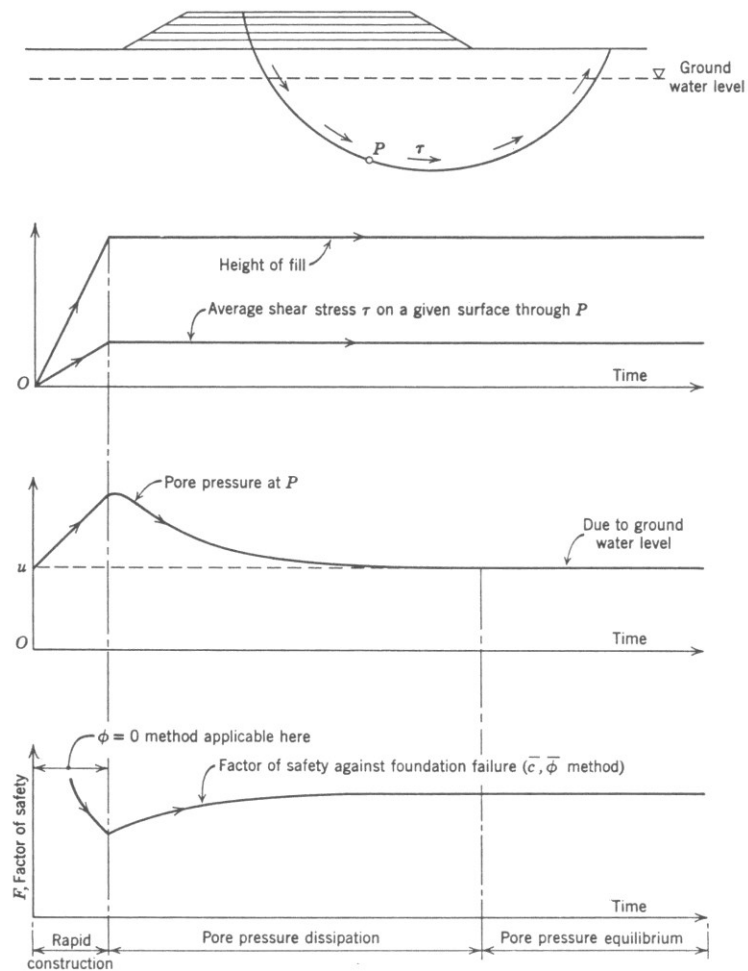 Ground
water level
P
τ
Height of fill
Average shear stress τ on a given surface through P
O
Time
Pore pressure at P
Due to ground
water level
u
O
Time
ϕ = 0 method applicable here
Factor of safety against foundation failure (c̅, ϕ̅ method)
F, Factor of safety
Time
Rapid
construction
Pore pressure dissipation
Pore pressure equilibrium